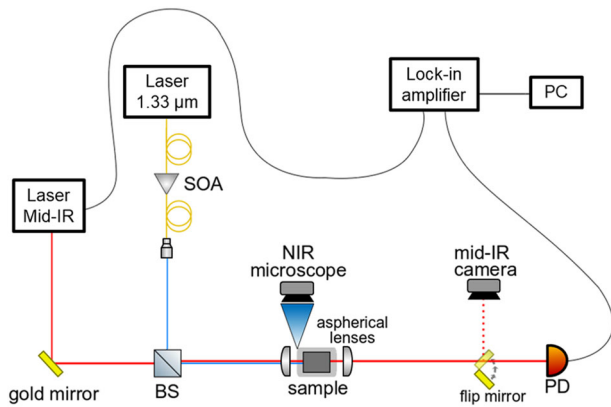 Laser
1.33 µm
Lock-in
amplifier
PC
SOA
Laser
Mid-IR
NIR
microscope
mid-IR
camera
aspherical
lenses
gold mirror
BS
sample
flip mirror
PD